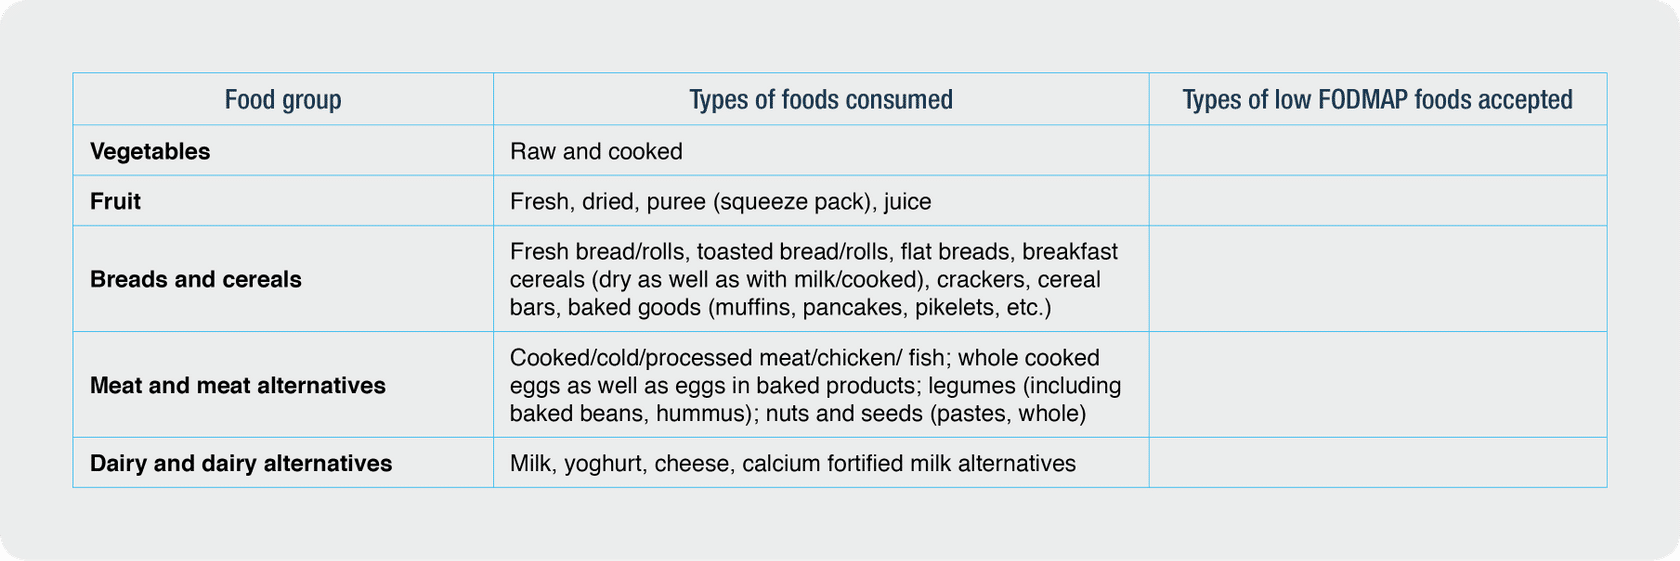 Food group
Types of foods consumed
Types of low FODMAP foods accepted
Vegetables
Raw and cooked
Fruit
Fresh, dried, puree (squeeze pack), juice
Breads and cereals
Fresh bread/rolls, toasted bread/rolls, flat breads, breakfast
cereals (dry as well as with milk/cooked), crackers, cereal
bars, baked goods (muffins, pancakes, pikelets, etc.)
Meat and meat alternatives
Cooked/cold/processed meat/chicken/ fish; whole cooked
eggs as well as eggs in baked products; legumes (including
baked beans, hummus); nuts and seeds (pastes, whole)
Dairy and dairy alternatives
Milk, yoghurt, cheese, calcium fortified milk alternatives